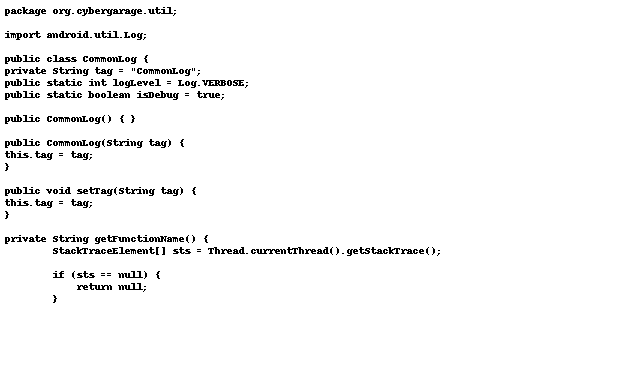 package org.cybergarage.util;
import android.util.Log;
public class CommonLog {
private String tag = "CommonLog";
public static int logLevel = Log.VERBOSE;
public static boolean isDebug = true;
public CommonLog() { }
public CommonLog(String tag) {
this.tag = tag;
}
public void setTag(String tag) {
this.tag = tag;
}
private String getFunctionName() {
StackTraceElement[] sts = Thread.currentThread().getStackTrace();
if (sts == null) {
return null;
}